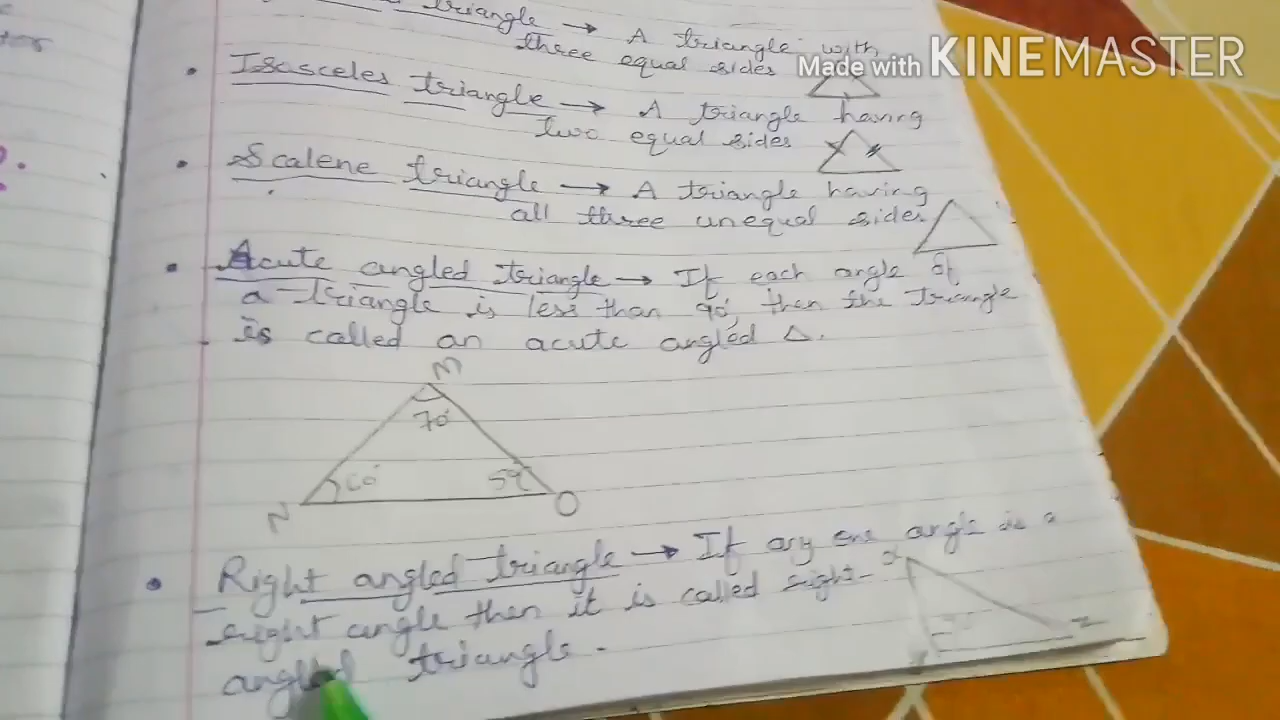 triangle → A triangle with
three equal sides
Made with KINEMASTER
• Isosceles triangle → A triangle having
two equal sides
• Scalene triangle → A triangle having
all three unequal sides
• Acute angled triangle → If each angle of
a triangle is less than 90°, then the triangle
is called an acute angled Δ.
M
70°
60°
N
O
• Right angled triangle → If any one angle is a
right angle then it is called right-
angled triangle.